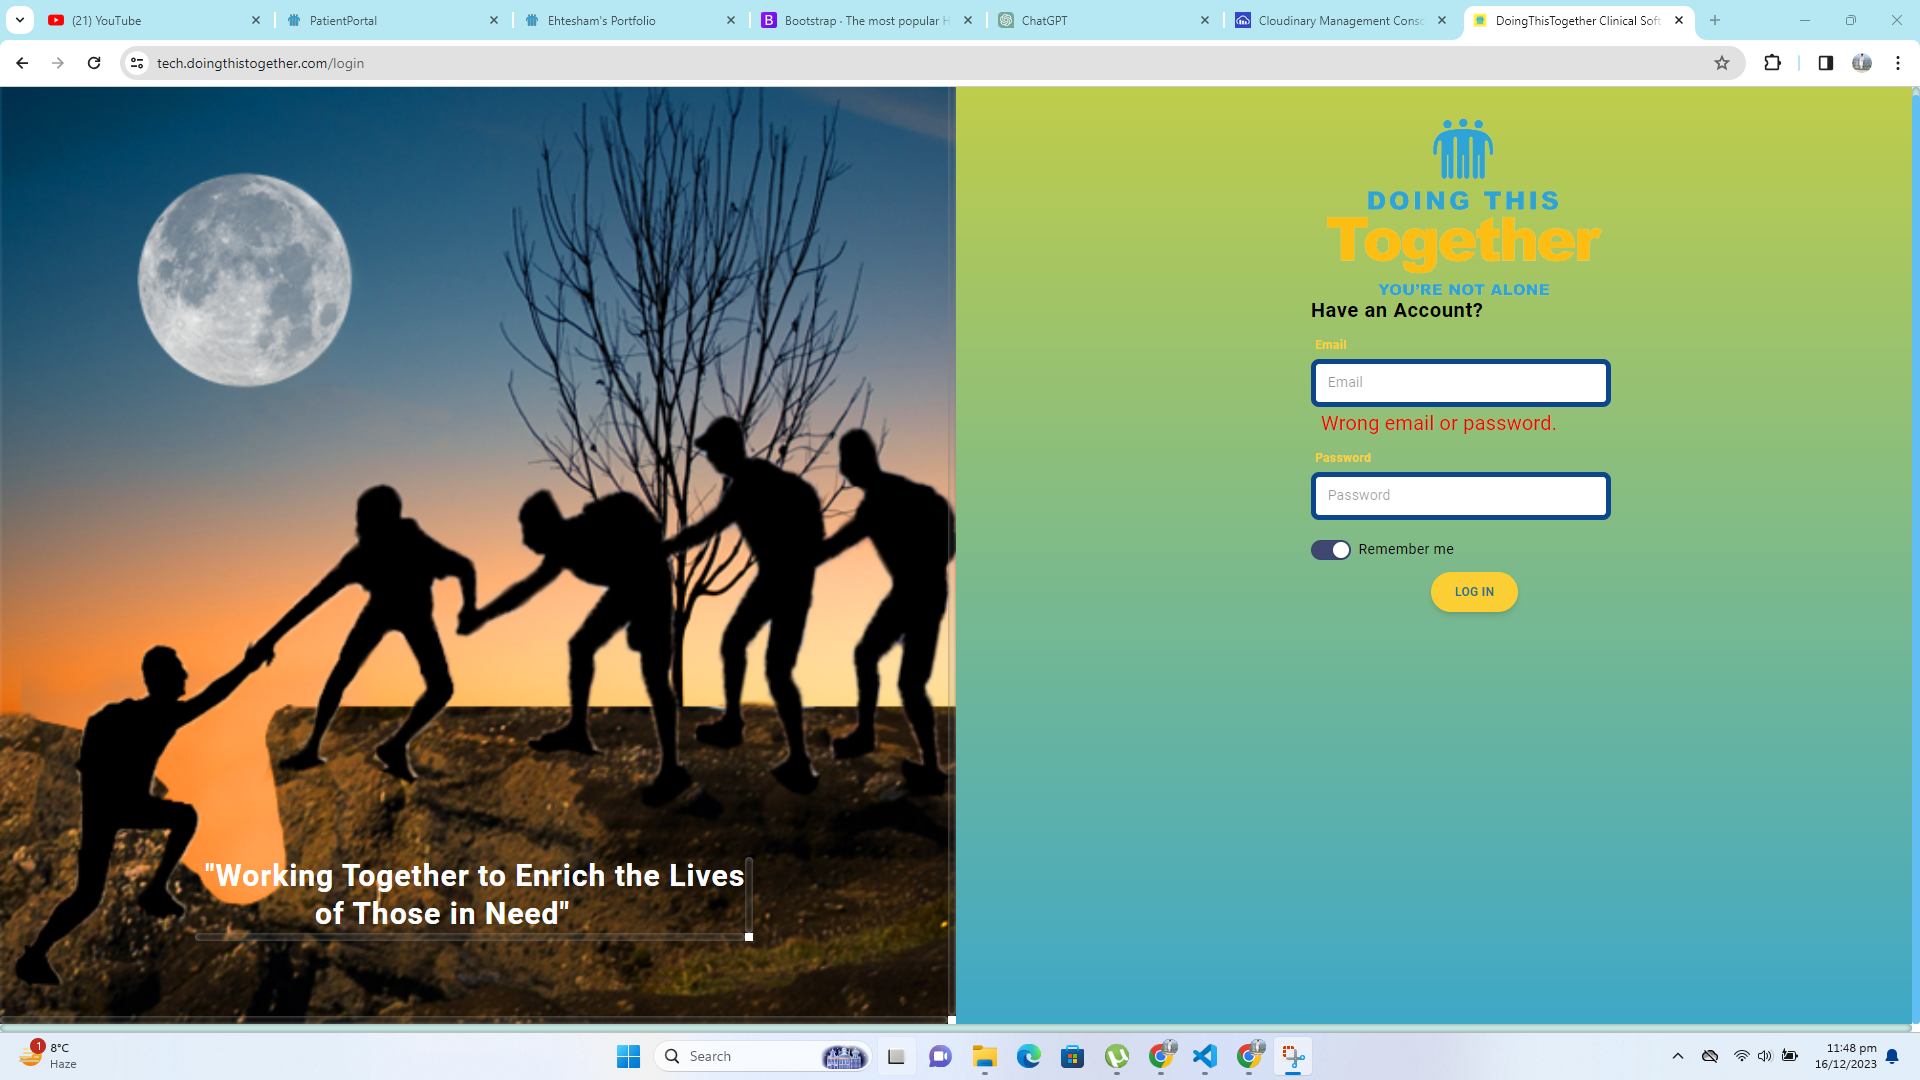 (21) YouTube
PatientPortal
Ehtesham's Portfolio
Bootstrap · The most popular H
ChatGPT
Cloudinary Management Conso
DoingThisTogether Clinical Soft
tech.doingthistogether.com/login
DOING THIS
Together
YOU'RE NOT ALONE
Have an Account?
Email
Email
Wrong email or password.
Password
Password
Remember me
LOG IN
"Working Together to Enrich the Lives
of Those in Need"
1
8°C
Haze
Search
11:48 pm
16/12/2023